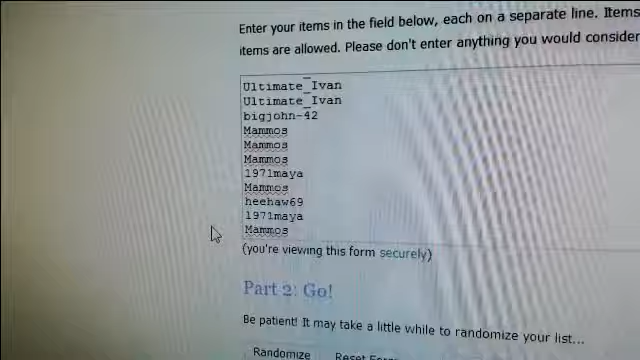 Enter your items in the field below, each on a separate line. Items
items are allowed. Please don't enter anything you would consider
Ultimate_Ivan
Ultimate_Ivan
bigjohn-42
Mammos
Mammos
Mammos
1971maya
Mammos
heehaw69
1971maya
Mammos
(you're viewing this form securely)
Part 2: Go!
Be patient! It may take a little while to randomize your list...
Randomize Reset Form